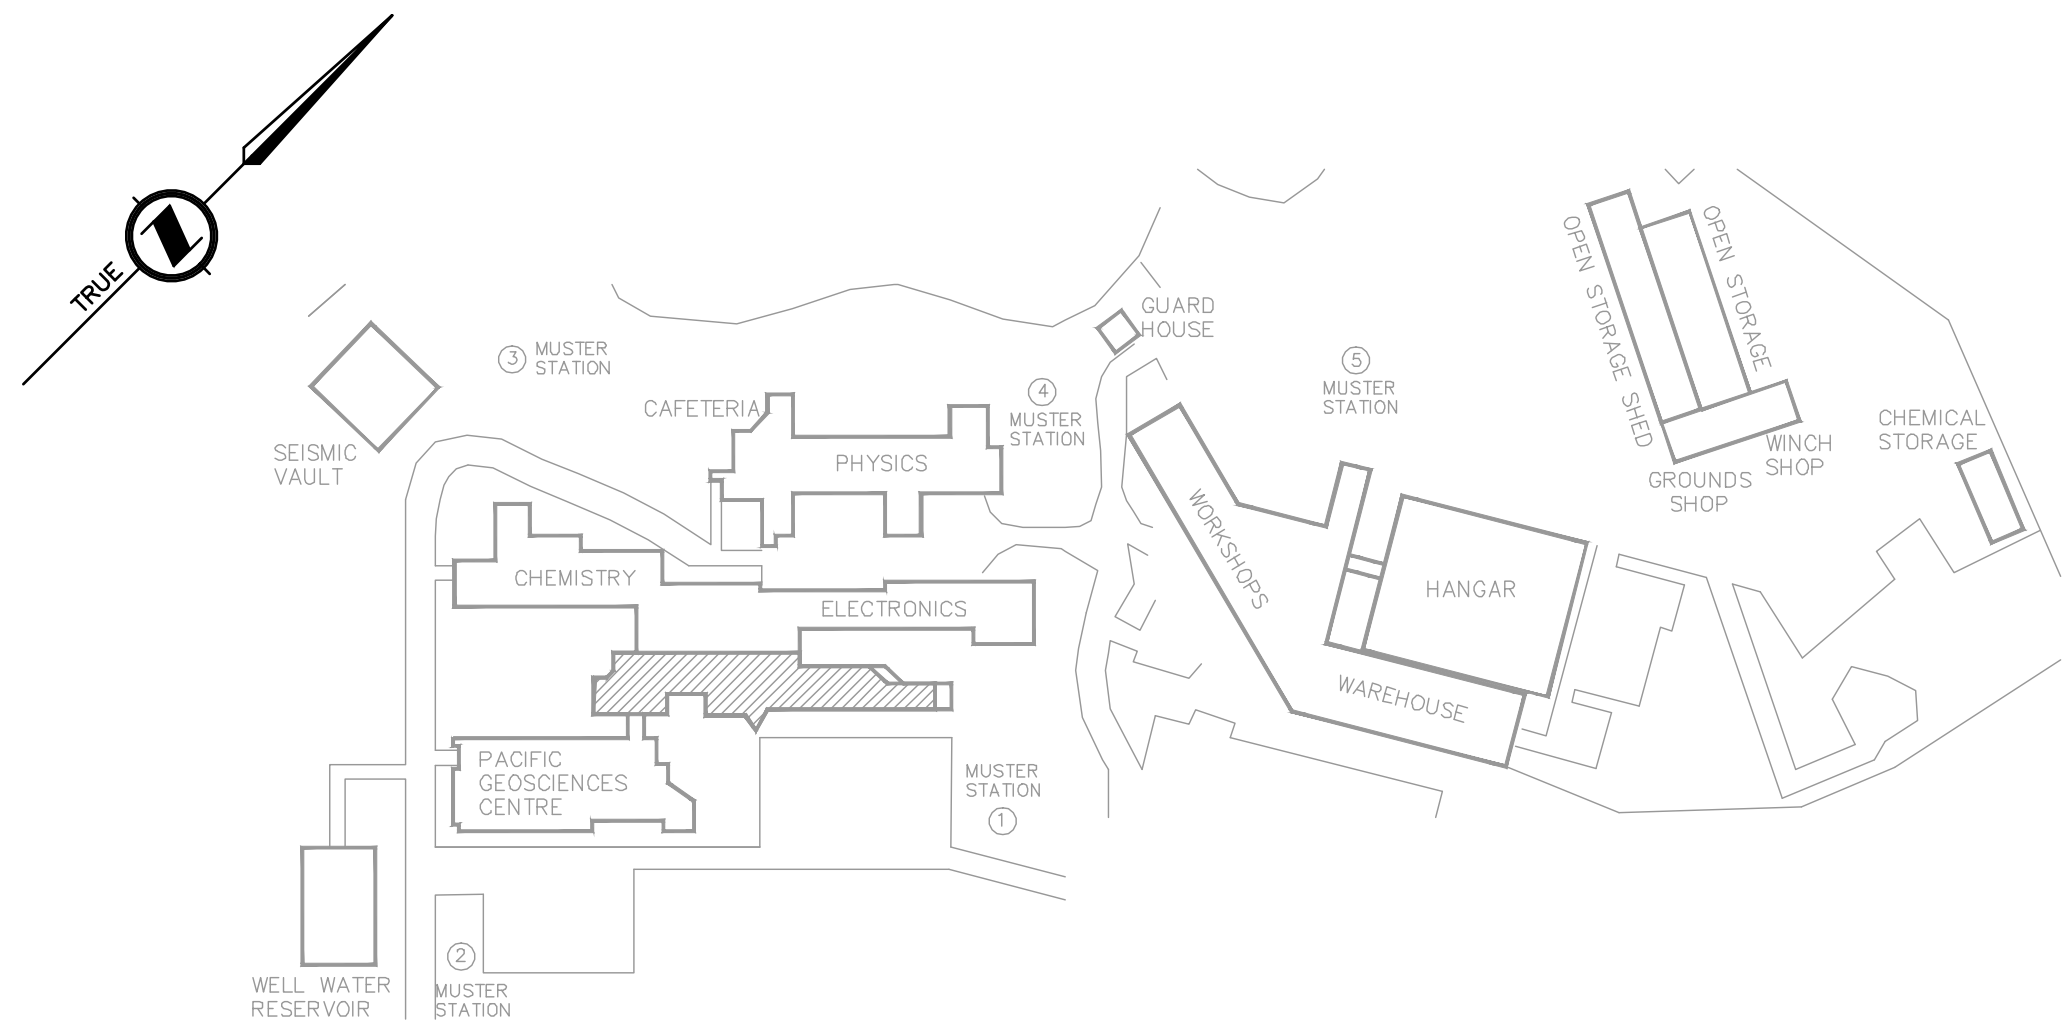 TRUE
SEISMIC
VAULT
3
MUSTER
STATION
CAFETERIA
PHYSICS
4
MUSTER
STATION
GUARD
HOUSE
5
MUSTER
STATION
OPEN STORAGE SHED
OPEN STORAGE
WINCH
SHOP
GROUNDS
SHOP
CHEMICAL
STORAGE
CHEMISTRY
ELECTRONICS
WORKSHOPS
HANGAR
WAREHOUSE
PACIFIC
GEOSCIENCES
CENTRE
MUSTER
STATION
1
WELL WATER
RESERVOIR
2
MUSTER
STATION